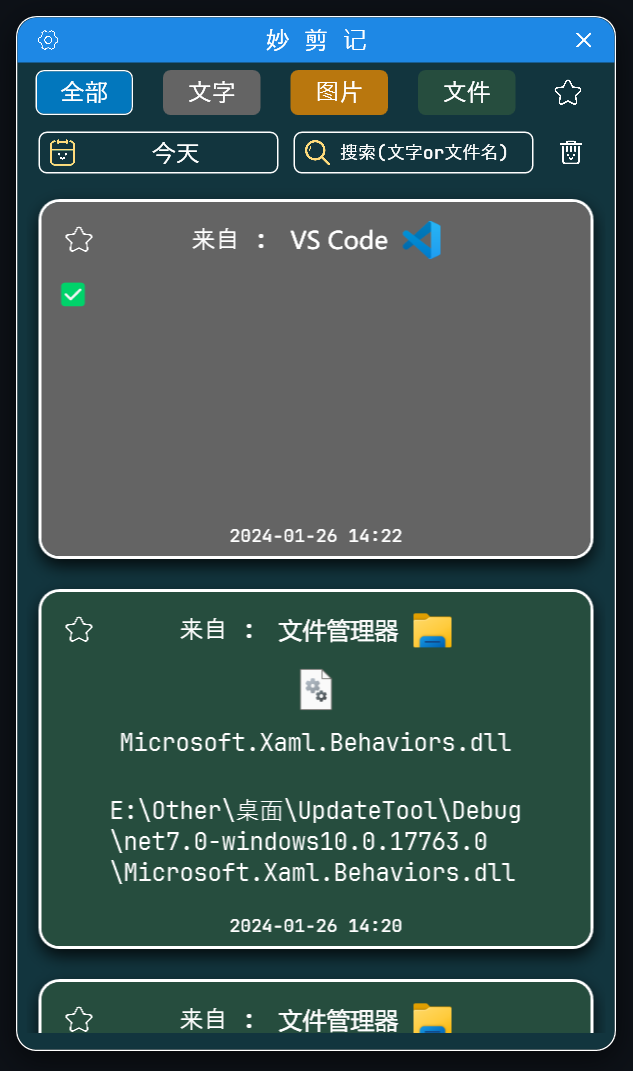 妙 剪 记
全部 文字 图片 文件
今天 搜索(文字or文件名)
来自 : VS Code
✅
2024-01-26 14:22
来自 : 文件管理器
Microsoft.Xaml.Behaviors.dll
E:\Other\桌面\UpdateTool\Debug
\net7.0-windows10.0.17763.0
\Microsoft.Xaml.Behaviors.dll
2024-01-26 14:20
来自 : 文件管理器